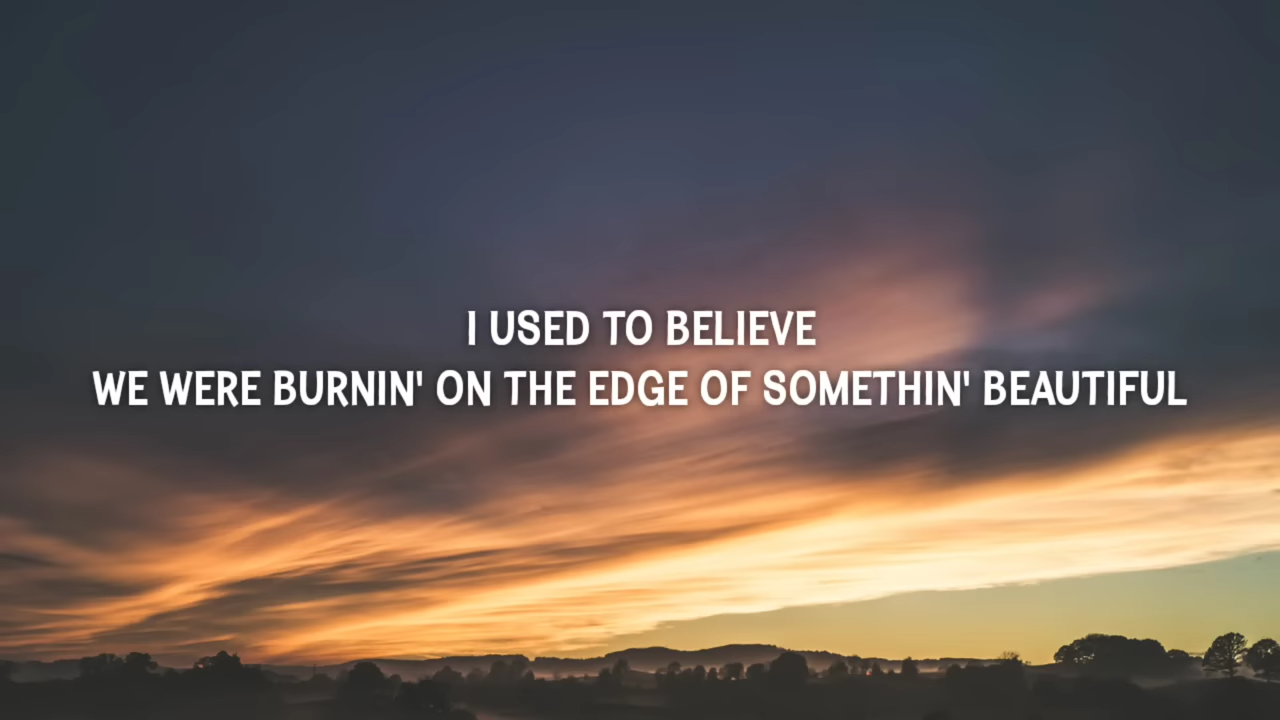 I USED TO BELIEVE
WE WERE BURNIN' ON THE EDGE OF SOMETHIN' BEAUTIFUL